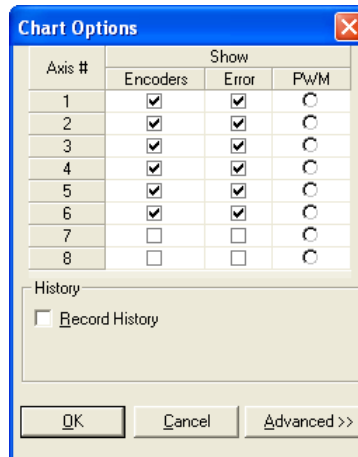 Chart Options
Axis # Show
Encoders Error PWM
1
2
3
4
5
6
7
8
History
Record History
OK Cancel Advanced >>